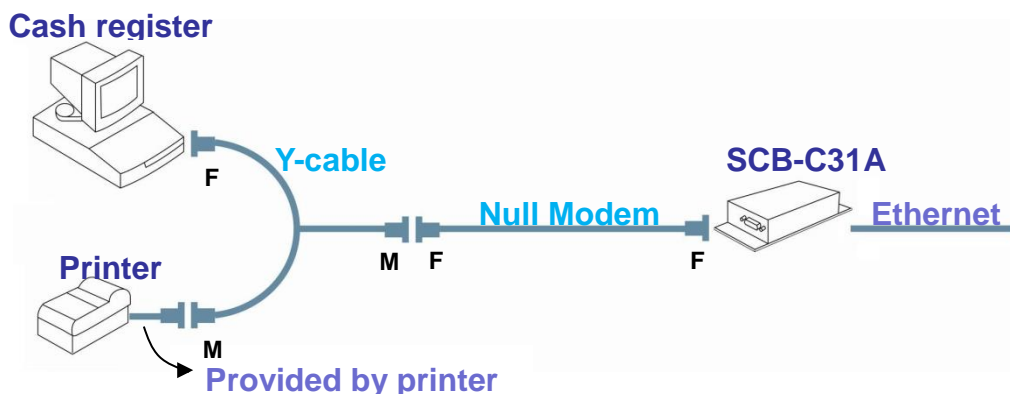 Cash register
F
Y-cable
SCB-C31A
Null Modem
Ethernet
M
F
F
Printer
M
Provided by printer